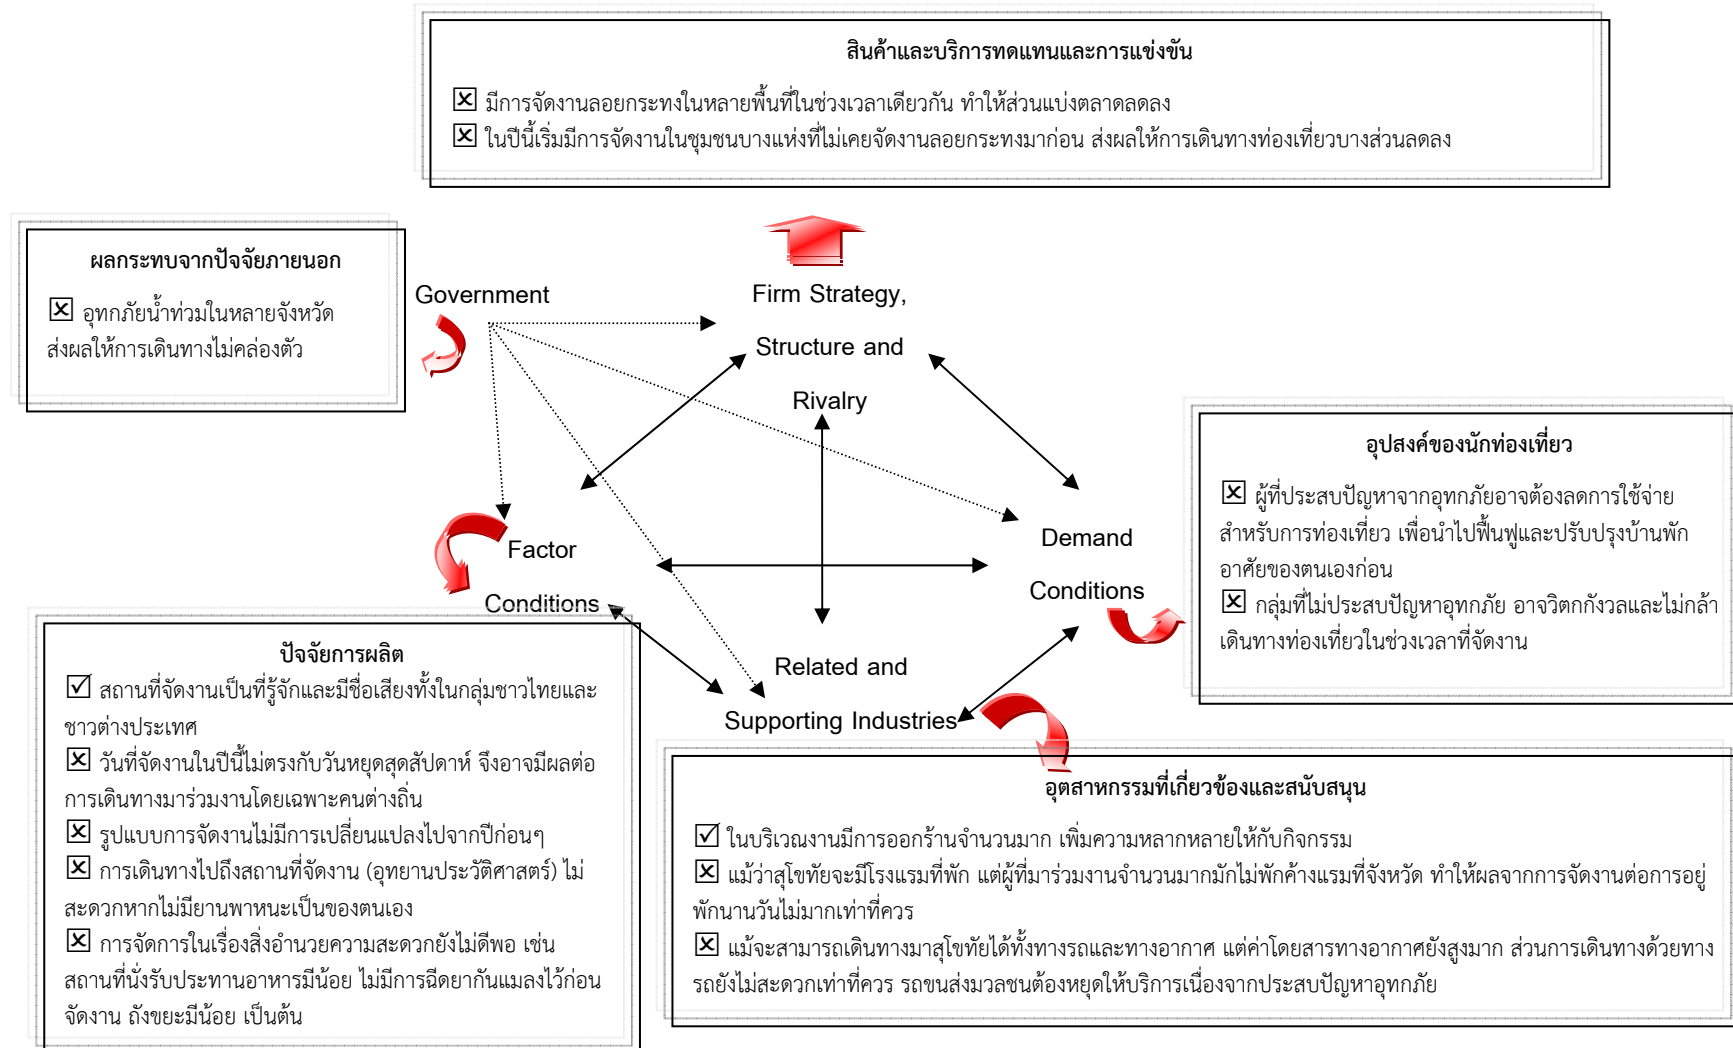 สินค้าและบริการทดแทนและการแข่งขัน
☒ มีการจัดงานลอยกระทงในหลายพื้นที่ในช่วงเวลาเดียวกัน ทำให้ส่วนแบ่งตลาดลดลง
☒ ในปีนี้เริ่มมีการจัดงานในชุมชนบางแห่งที่ไม่เคยจัดงานลอยกระทงมาก่อน ส่งผลให้การเดินทางท่องเที่ยวบางส่วนลดลง
ผลกระทบจากปัจจัยภายนอก
☒ อุทกภัยน้ำท่วมในหลายจังหวัด
ส่งผลให้การเดินทางไม่คล่องตัว
Government
Firm Strategy,
Structure and
Rivalry
อุปสงค์ของนักท่องเที่ยว
☒ ผู้ที่ประสบปัญหาจากอุทกภัยอาจต้องลดการใช้จ่าย
สำหรับการท่องเที่ยว เพื่อนำไปฟื้นฟูและปรับปรุงบ้านพัก
อาศัยของตนเองก่อน
☒ กลุ่มที่ไม่ประสบปัญหาอุทกภัย อาจวิตกกังวลและไม่กล้า
เดินทางท่องเที่ยวในช่วงเวลาที่จัดงาน
Factor
Conditions
Demand
Conditions
Related and
Supporting Industries
ปัจจัยการผลิต
☑ สถานที่จัดงานเป็นที่รู้จักและมีชื่อเสียงทั้งในกลุ่มชาวไทยและ
ชาวต่างประเทศ
☒ วันที่จัดงานในปีนี้ไม่ตรงกับวันหยุดสุดสัปดาห์ จึงอาจมีผลต่อ
การเดินทางมาร่วมงานโดยเฉพาะคนต่างถิ่น
☒ รูปแบบการจัดงานไม่มีการเปลี่ยนแปลงไปจากปีก่อนๆ
☒ การเดินทางไปถึงสถานที่จัดงาน (อุทยานประวัติศาสตร์) ไม่
สะดวกหากไม่มียานพาหนะเป็นของตนเอง
☒ การจัดการในเรื่องสิ่งอำนวยความสะดวกยังไม่ดีพอ เช่น
สถานที่นั่งรับประทานอาหารมีน้อย ไม่มีการฉีดยากันแมลงไว้ก่อน
จัดงาน ถังขยะมีน้อย เป็นต้น
อุตสาหกรรมที่เกี่ยวข้องและสนับสนุน
☑ ในบริเวณงานมีการออกร้านจำนวนมาก เพิ่มความหลากหลายให้กับกิจกรรม
☒ แม้ว่าสุโขทัยจะมีโรงแรมที่พัก แต่ผู้ที่มาร่วมงานจำนวนมากมักไม่พักค้างแรมที่จังหวัด ทำให้ผลจากการจัดงานต่อการอยู่
พักนานวันไม่มากเท่าที่ควร
☒ แม้จะสามารถเดินทางมาสุโขทัยได้ทั้งทางรถและทางอากาศ แต่ค่าโดยสารทางอากาศยังสูงมาก ส่วนการเดินทางด้วยทาง
รถยังไม่สะดวกเท่าที่ควร รถขนส่งมวลชนต้องหยุดให้บริการเนื่องจากประสบปัญหาอุทกภัย